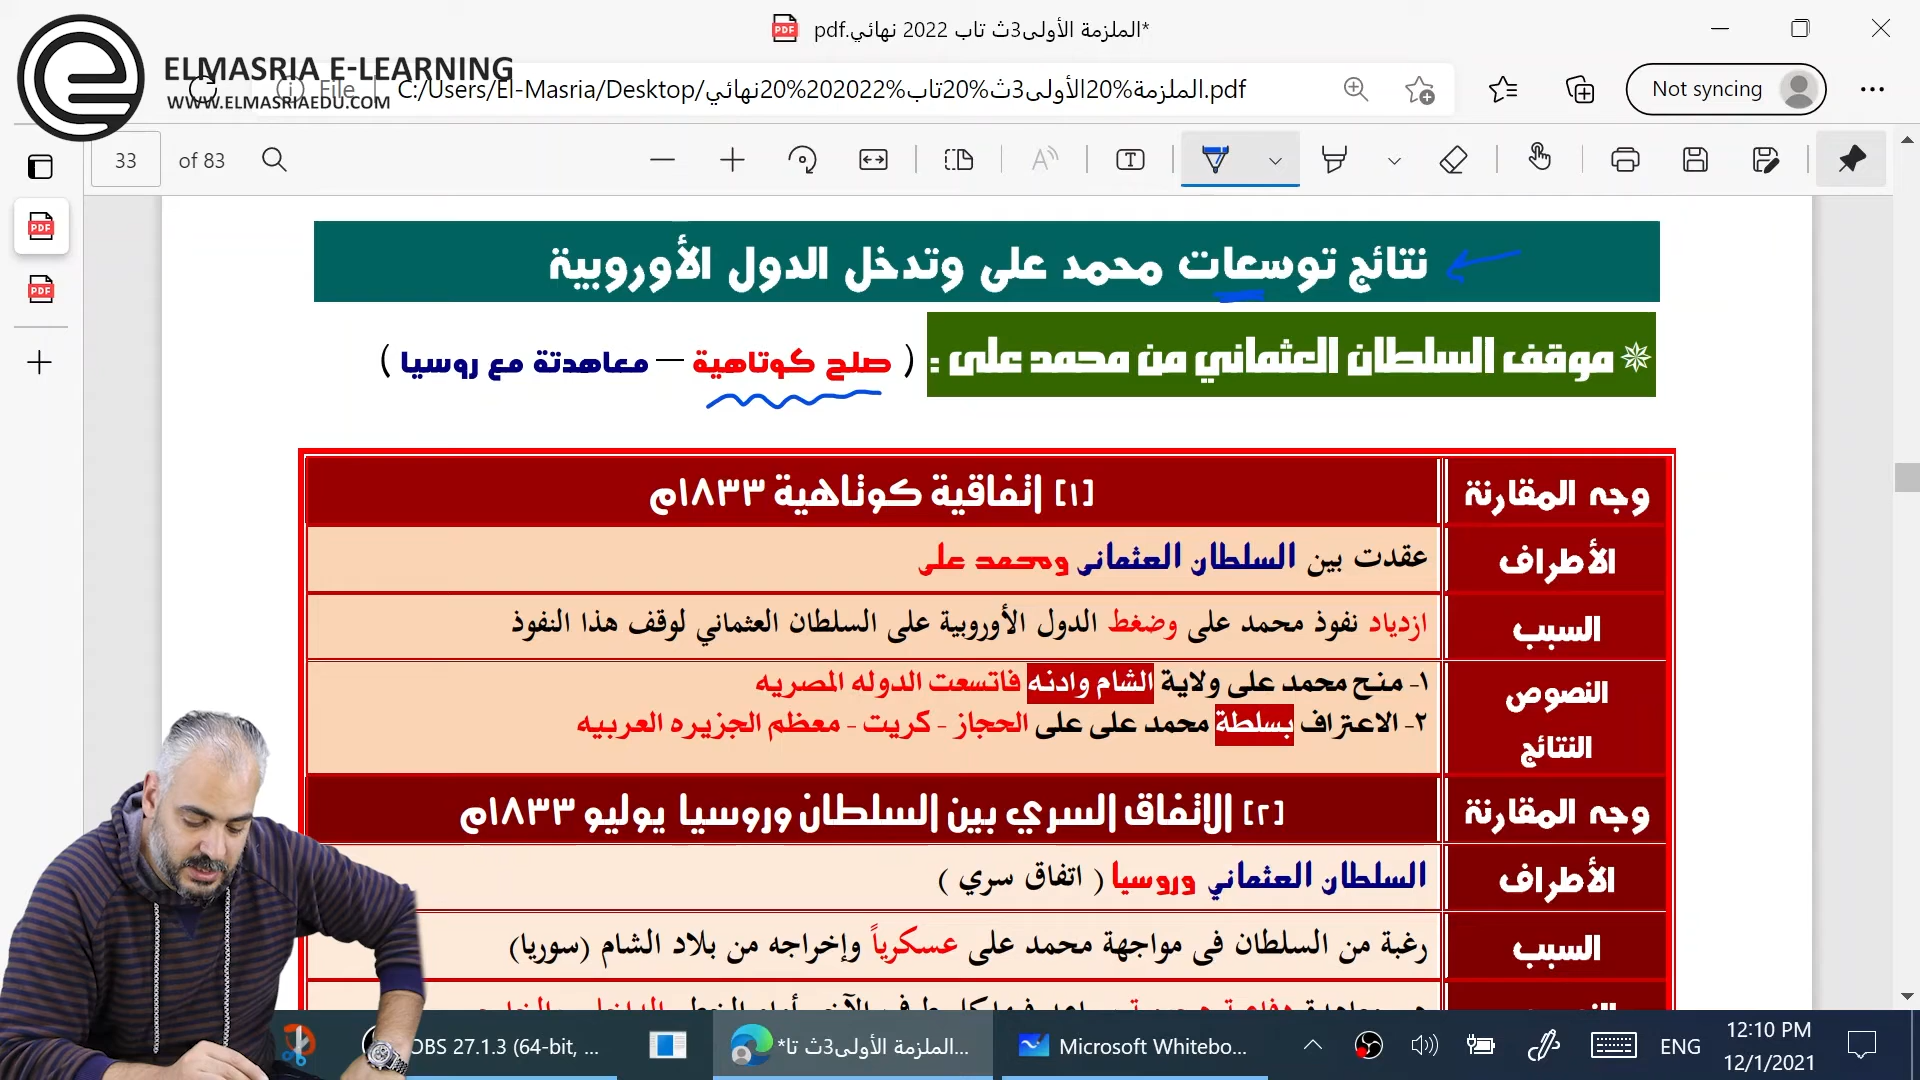 الملزمة الأولى3ث تاب 2022 نهائي.pdf*
ELMASRIA E-LEARNING
WWW.ELMASRIAEDU.COM
File
C:/Users/El-Masria/Desktop/الملزمة%20الأولى3ث%20تاب%202022%20نهائي.pdf
Not syncing
33 of 83
نتائج توسعات محمد على وتدخل الدول الأوروبية
موقف السلطان العثماني من محمد على : ( صلح كوتاهية – معاهدتة مع روسيا )
وجه المقارنة
[١] إتفاقية كوتاهية ١٨٣٣م
الأطراف
عقدت بين السلطان العثمانى ومحمد على
السبب
ازدياد نفوذ محمد على وضغط الدول الأوروبية على السلطان العثماني لوقف هذا النفوذ
النصوص
النتائج
١- منح محمد على ولاية الشام وادنه فاتسعت الدوله المصريه
٢- الاعتراف بسلطة محمد على على الحجاز - كريت - معظم الجزيره العربيه
وجه المقارنة
[٢] الإتفاق السري بين السلطان وروسيا يوليو ١٨٣٣م
الأطراف
السلطان العثماني وروسيا ( اتفاق سري )
السبب
رغبة من السلطان فى مواجهة محمد على عسكرياً وإخراجه من بلاد الشام (سوريا)
OBS 27.1.3 (64-bit, ...
الملزمة الأولى3ث تا*...
Microsoft Whitebo...
ENG
12:10 PM
12/1/2021